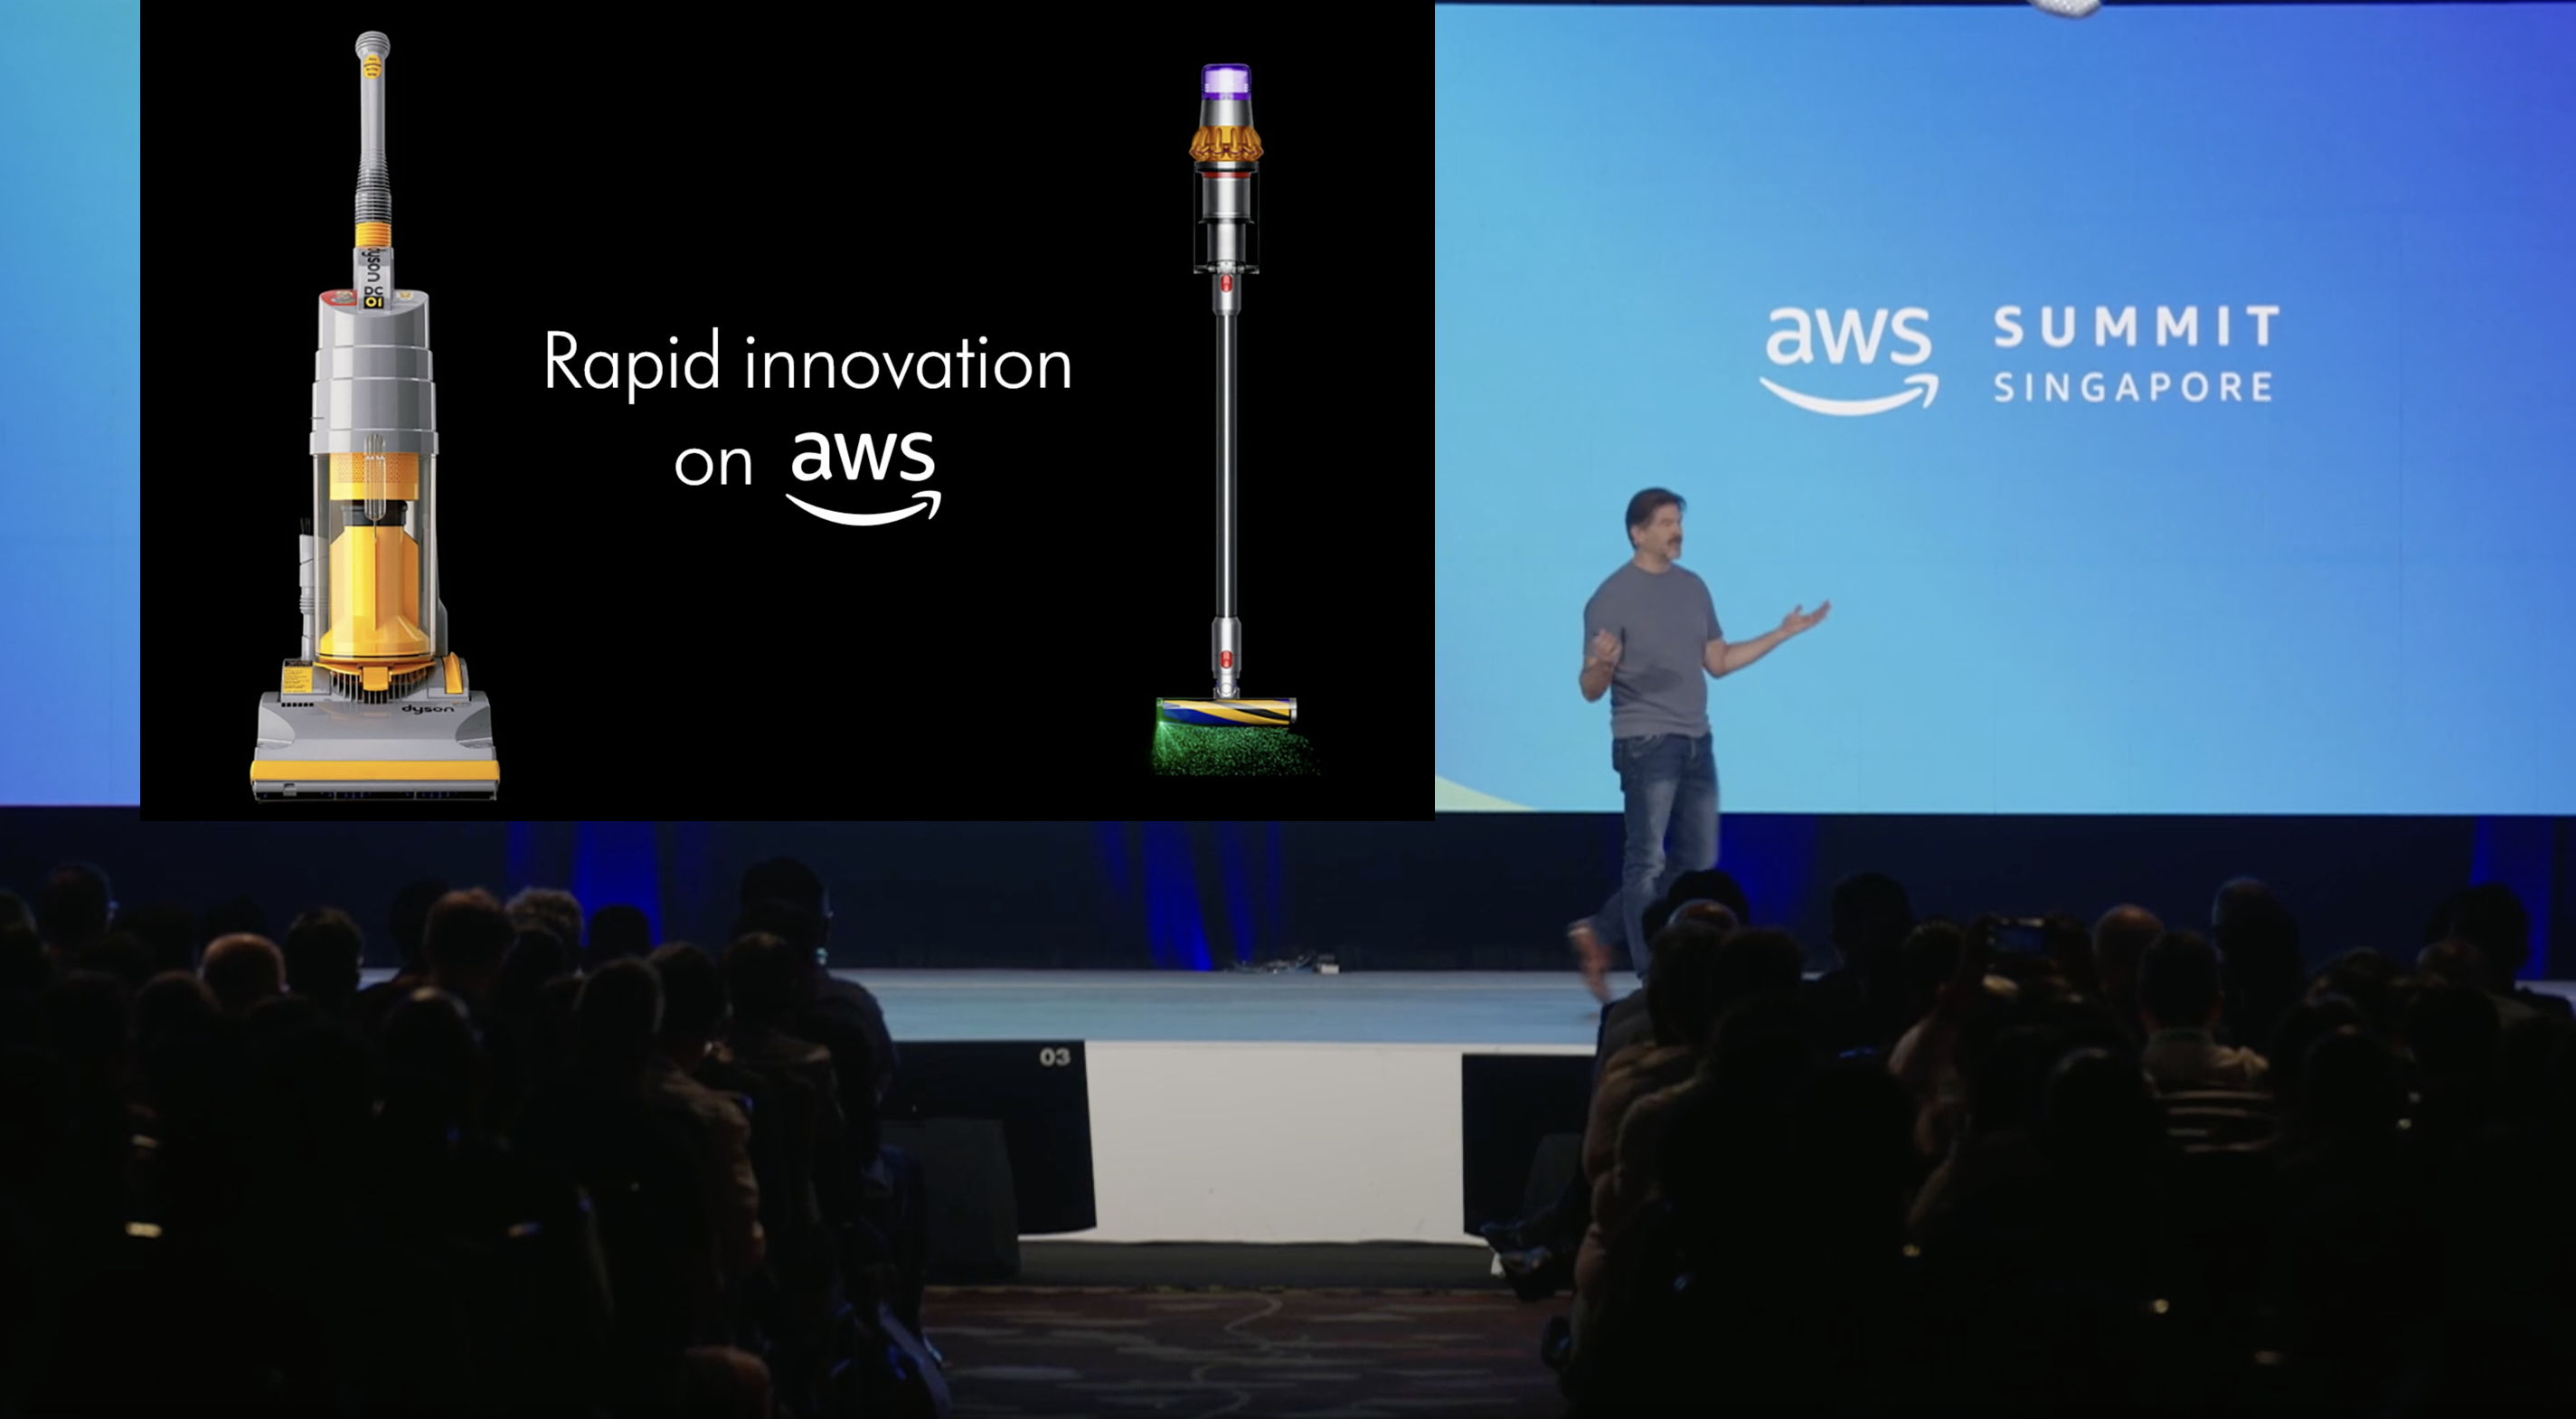 dyson
DC
01
dyson
Rapid innovation
on aws
aws SUMMIT
SINGAPORE
03